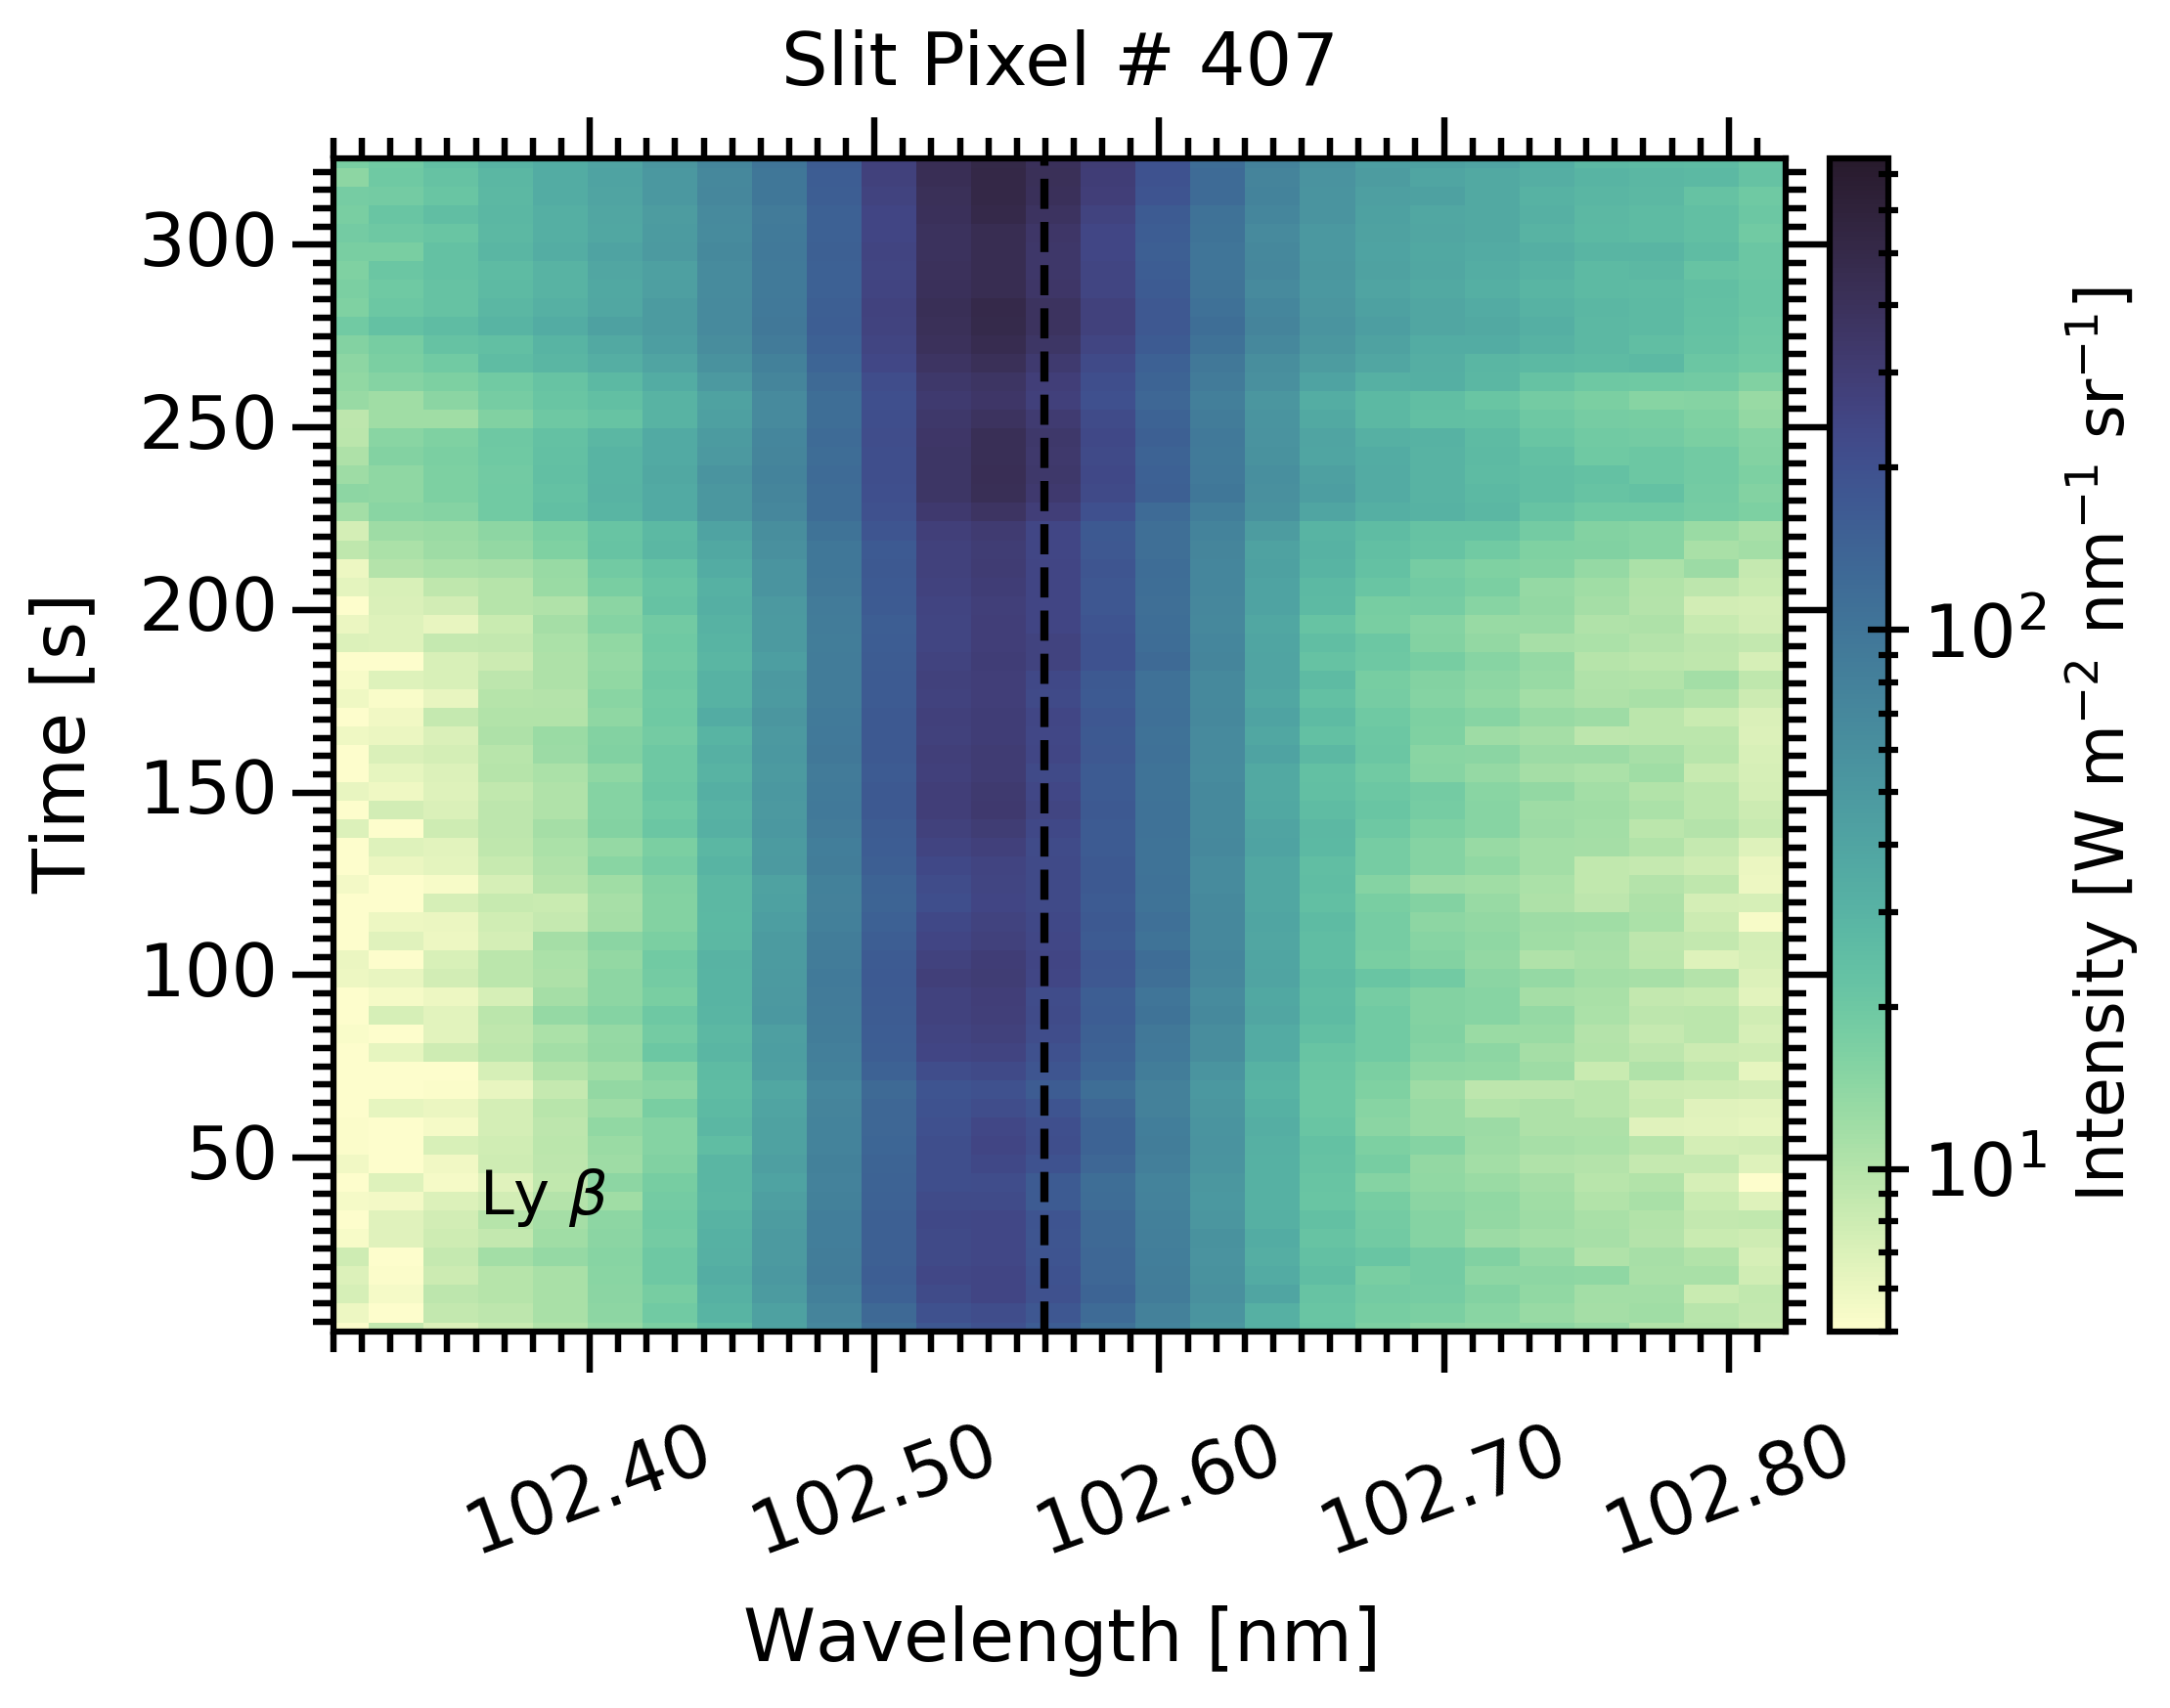 Slit Pixel # 407
Time [s]
300
250
200
150
100
50
Ly β
102.40
102.50
102.60
102.70
102.80
Wavelength [nm]
10²
10¹
Intensity [W m⁻² nm⁻¹ sr⁻¹]